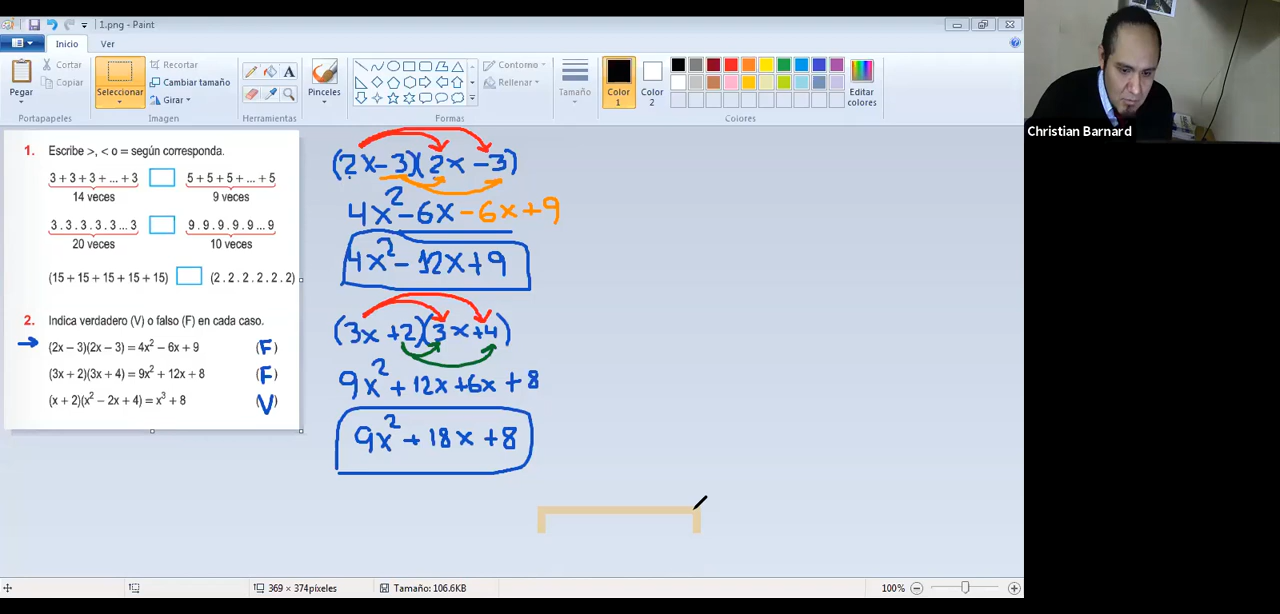 1.png - Paint
Inicio Ver
Pegar
Cortar
Copiar
Portapapeles
Seleccionar
Recortar
Cambiar tamaño
Girar
Imagen
Herramientas
Pinceles
Contorno
Rellenar
Formas
Tamaño
Color 1
Color 2
Editar colores
Colores
Christian Barnard
1. Escribe >, < o = según corresponda.
3 + 3 + 3 + ... + 3 5 + 5 + 5 + ... + 5
14 veces 9 veces
3 . 3 . 3 . 3 . 3 ... 3 9 . 9 . 9 . 9 . 9 ... 9
20 veces 10 veces
(15 + 15 + 15 + 15 + 15) (2 . 2 . 2 . 2 . 2 . 2)
2. Indica verdadero (V) o falso (F) en cada caso.
(2x – 3)(2x – 3) = 4x² – 6x + 9 (F)
(3x + 2)(3x + 4) = 9x² + 12x + 8 (F)
(x + 2)(x² – 2x + 4) = x³ + 8 (V)
(2x - 3)(2x - 3)
4x² - 6x - 6x + 9
4x² - 12x + 9
(3x + 2)(3x + 4)
9x² + 12x + 6x + 8
9x² + 18x + 8
369 × 374píxeles
Tamaño: 106.6KB
100%